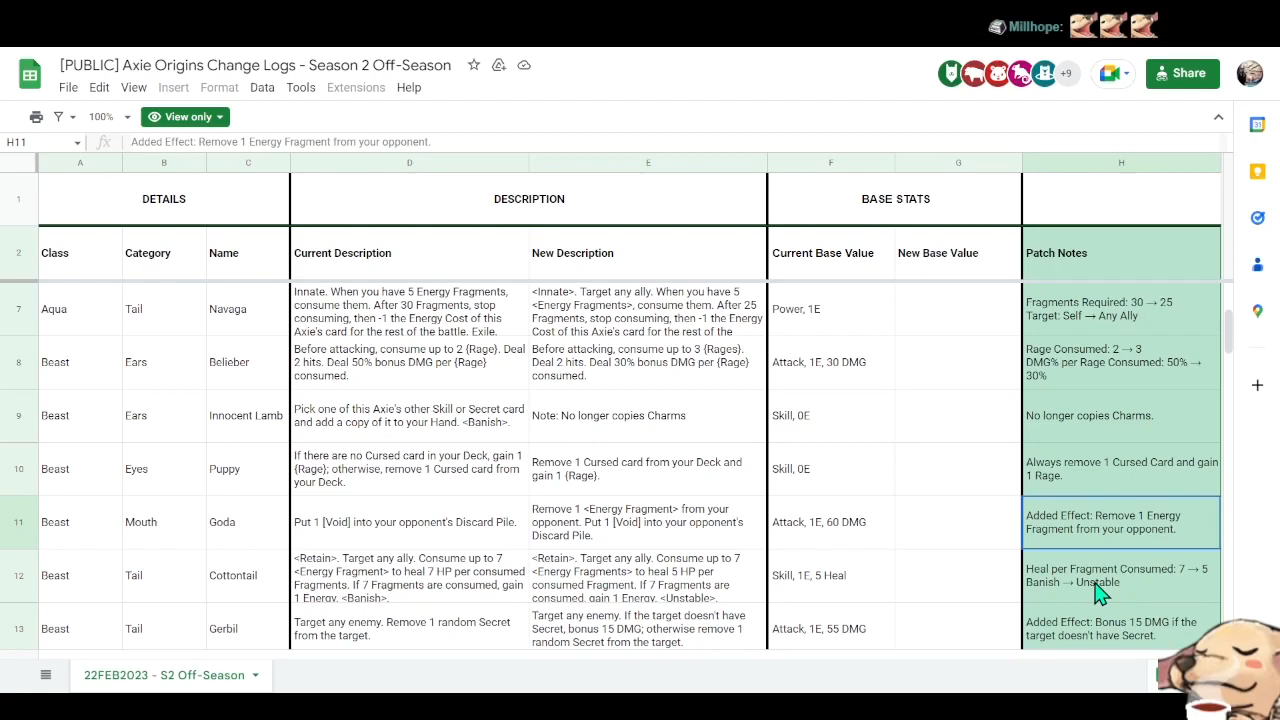 Millhope:
[PUBLIC] Axie Origins Change Logs - Season 2 Off-Season
+9
Share
File Edit View Insert Format Data Tools Extensions Help
100%
View only
H11
fx
Added Effect: Remove 1 Energy Fragment from your opponent.
A B C D E F G H
1
DETAILS
DESCRIPTION
BASE STATS
2
Class
Category
Name
Current Description
New Description
Current Base Value
New Base Value
Patch Notes
7
Aqua
Tail
Navaga
Innate. When you have 5 Energy Fragments,
consume them. After 30 Fragments, stop
consuming, then -1 the Energy Cost of this
Axie's card for the rest of the battle. Exile.
<Innate>. Target any ally. When you have 5
<Energy Fragments>, consume them. After 25
Fragments, stop consuming, then -1 the Energy
Cost of this Axie's card for the rest of the
Power, 1E
Fragments Required: 30 → 25
Target: Self → Any Ally
8
Beast
Ears
Belieber
Before attacking, consume up to 2 {Rage}. Deal
2 hits. Deal 50% bonus DMG per {Rage}
consumed.
Before attacking, consume up to 3 {Rages}.
Deal 2 hits. Deal 30% bonus DMG per {Rage}
consumed.
Attack, 1E, 30 DMG
Rage Consumed: 2 → 3
DMG% per Rage Consumed: 50% →
30%
9
Beast
Ears
Innocent Lamb
Pick one of this Axie's other Skill or Secret card
and add a copy of it to your Hand. <Banish>.
Note: No longer copies Charms
Skill, 0E
No longer copies Charms.
10
Beast
Eyes
Puppy
If there are no Cursed card in your Deck, gain 1
{Rage}; otherwise, remove 1 Cursed card from
your Deck.
Remove 1 Cursed card from your Deck and
gain 1 {Rage}.
Skill, 0E
Always remove 1 Cursed Card and gain
1 Rage.
11
Beast
Mouth
Goda
Put 1 [Void] into your opponent's Discard Pile.
Remove 1 <Energy Fragment> from your
opponent. Put 1 [Void] into your opponent's
Discard Pile.
Attack, 1E, 60 DMG
Added Effect: Remove 1 Energy
Fragment from your opponent.
12
Beast
Tail
Cottontail
<Retain>. Target any ally. Consume up to 7
<Energy Fragment> to heal 7 HP per consumed
Fragments. If 7 Fragments are consumed, gain
1 Energy. <Banish>.
<Retain>. Target any ally. Consume up to 7
<Energy Fragments> to heal 5 HP per
consumed Fragment. If 7 Fragments are
consumed, gain 1 Energy. <Unstable>.
Skill, 1E, 5 Heal
Heal per Fragment Consumed: 7 → 5
Banish → Unstable
13
Beast
Tail
Gerbil
Target any enemy. Remove 1 random Secret
from the target.
Target any enemy. If the target doesn't have
Secret, bonus 15 DMG; otherwise remove 1
random Secret from the target.
Attack, 1E, 55 DMG
Added Effect: Bonus 15 DMG if the
target doesn't have Secret.
22FEB2023 - S2 Off-Season